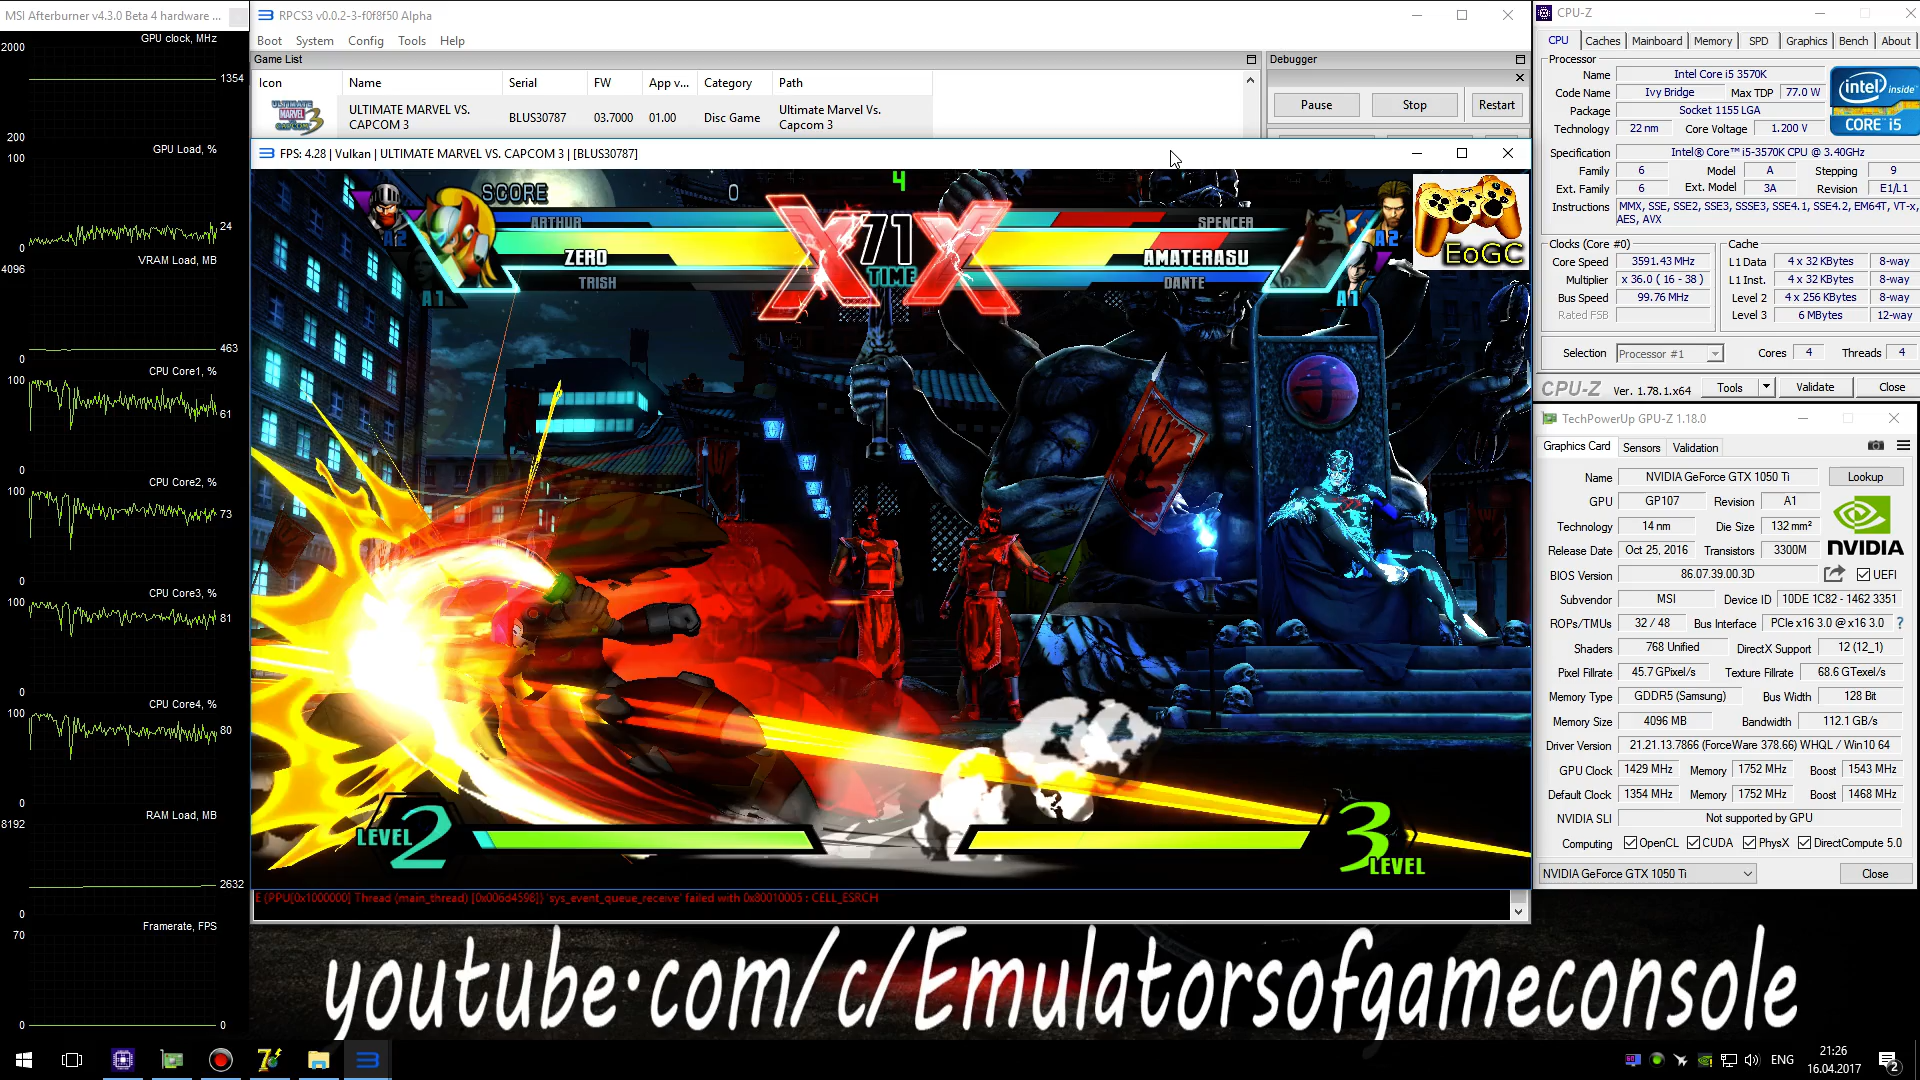 MSI Afterburner v4.3.0 Beta 4 hardware ...
GPU clock, MHz
2000
1354
200
GPU Load, %
100
24
0
VRAM Load, MB
4096
463
0
CPU Core1, %
100
61
0
CPU Core2, %
100
73
0
CPU Core3, %
100
81
0
CPU Core4, %
100
80
0
RAM Load, MB
8192
2632
0
Framerate, FPS
70
0
0
RPCS3 v0.0.2-3-f0f8f50 Alpha
Boot System Config Tools Help
Game List
Icon Name Serial FW App v... Category Path
ULTIMATE MARVEL VS. CAPCOM 3
ULTIMATE MARVEL VS.
CAPCOM 3
BLUS30787 03.7000 01.00 Disc Game
Ultimate Marvel Vs.
Capcom 3
Debugger
Pause Stop Restart
FPS: 4.28 | Vulkan | ULTIMATE MARVEL VS. CAPCOM 3 | [BLUS30787]
4
SCORE 0
ARTHUR SPENCER
ZERO AMATERASU
TRISH DANTE
A2 A1
A2 A1
71
TIME
EoGC
LEVEL 2
3 LEVEL
E {PPU[0x1000000] Thread (main_thread) [0x006d4598]} 'sys_event_queue_receive' failed with 0x80010005 : CELL_ESRCH
youtube.com/c/Emulatorsofgameconsole
CPU-Z
CPU Caches Mainboard Memory SPD Graphics Bench About
Processor
Name Intel Core i5 3570K
Code Name Ivy Bridge Max TDP 77.0 W
Package Socket 1155 LGA
Technology 22 nm Core Voltage 1.200 V
intel inside
CORE i5
Specification Intel® Core™ i5-3570K CPU @ 3.40GHz
Family 6 Model A Stepping 9
Ext. Family 6 Ext. Model 3A Revision E1/L1
Instructions MMX, SSE, SSE2, SSE3, SSSE3, SSE4.1, SSE4.2, EM64T, VT-x,
AES, AVX
Clocks (Core #0)
Core Speed 3591.43 MHz
Multiplier x 36.0 ( 16 - 38 )
Bus Speed 99.76 MHz
Rated FSB
Cache
L1 Data 4 x 32 KBytes 8-way
L1 Inst. 4 x 32 KBytes 8-way
Level 2 4 x 256 KBytes 8-way
Level 3 6 MBytes 12-way
Selection Processor #1 Cores 4 Threads 4
CPU-Z Ver. 1.78.1.x64 Tools Validate Close
TechPowerUp GPU-Z 1.18.0
Graphics Card Sensors Validation
Name NVIDIA GeForce GTX 1050 Ti Lookup
GPU GP107 Revision A1
Technology 14 nm Die Size 132 mm²
Release Date Oct 25, 2016 Transistors 3300M
NVIDIA
BIOS Version 86.07.39.00.3D UEFI
Subvendor MSI Device ID 10DE 1C82 - 1462 3351
ROPs/TMUs 32 / 48 Bus Interface PCIe x16 3.0 @ x16 3.0 ?
Shaders 768 Unified DirectX Support 12 (12_1)
Pixel Fillrate 45.7 GPixel/s Texture Fillrate 68.6 GTexel/s
Memory Type GDDR5 (Samsung) Bus Width 128 Bit
Memory Size 4096 MB Bandwidth 112.1 GB/s
Driver Version 21.21.13.7866 (ForceWare 378.66) WHQL / Win10 64
GPU Clock 1429 MHz Memory 1752 MHz Boost 1543 MHz
Default Clock 1354 MHz Memory 1752 MHz Boost 1468 MHz
NVIDIA SLI Not supported by GPU
Computing OpenCL CUDA PhysX DirectCompute 5.0
NVIDIA GeForce GTX 1050 Ti Close
ENG
21:26
16.04.2017
2